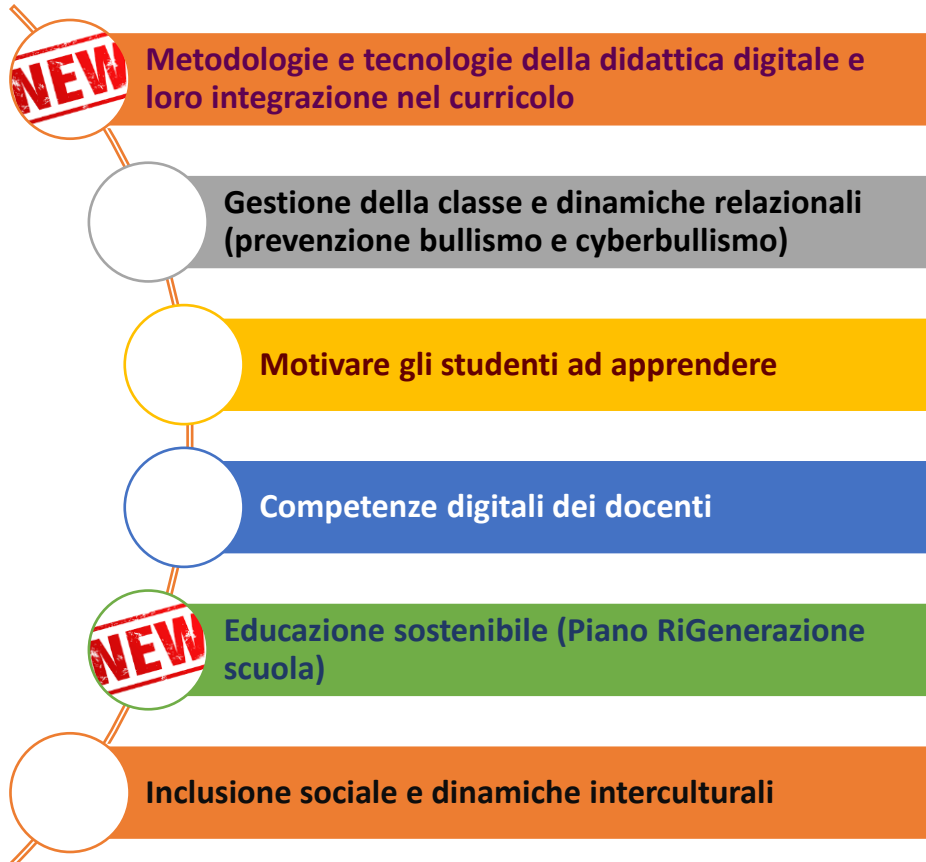 NEW
Metodologie e tecnologie della didattica digitale e
loro integrazione nel curricolo
Gestione della classe e dinamiche relazionali
(prevenzione bullismo e cyberbullismo)
Motivare gli studenti ad apprendere
Competenze digitali dei docenti
NEW
Educazione sostenibile (Piano RiGenerazione
scuola)
Inclusione sociale e dinamiche interculturali